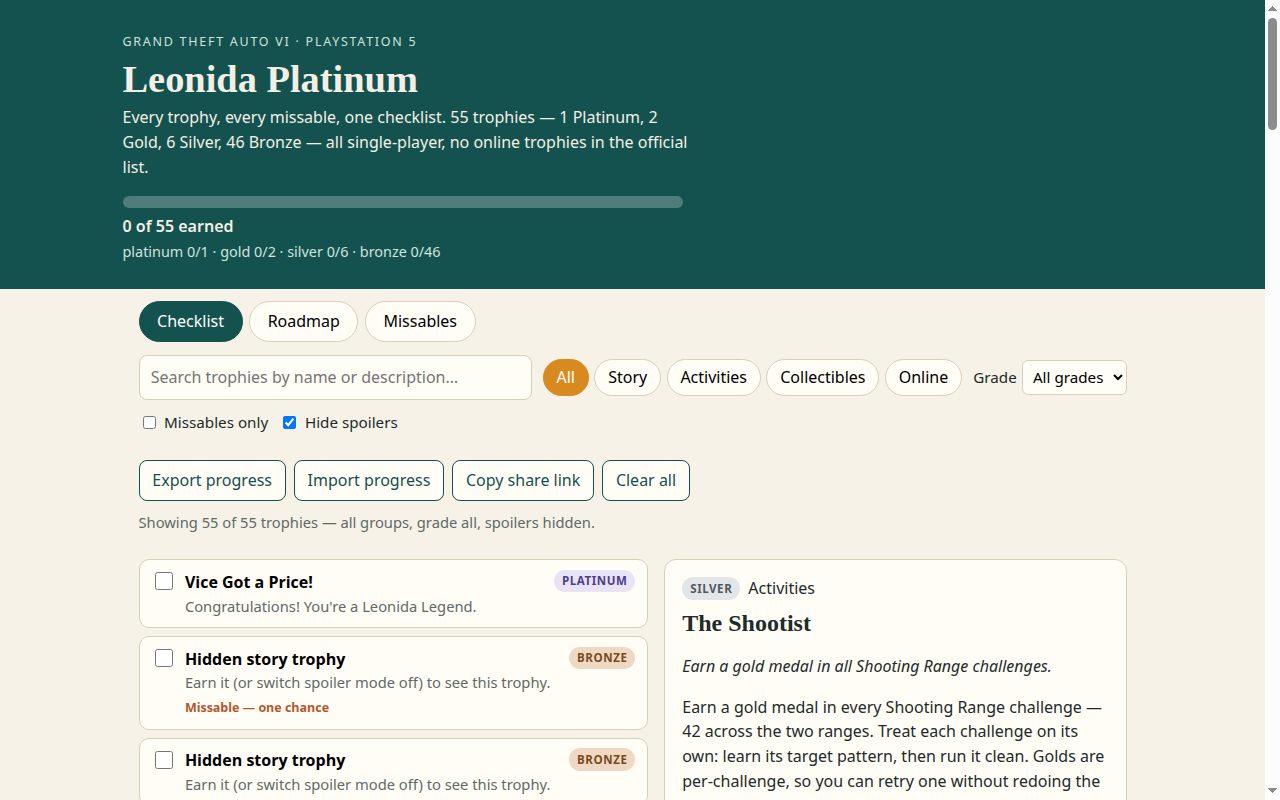 GRAND THEFT AUTO VI · PLAYSTATION 5
Leonida Platinum
Every trophy, every missable, one checklist. 55 trophies — 1 Platinum, 2
Gold, 6 Silver, 46 Bronze — all single-player, no online trophies in the official
list.
0 of 55 earned
platinum 0/1 · gold 0/2 · silver 0/6 · bronze 0/46
Checklist Roadmap Missables
Search trophies by name or description... All Story Activities Collectibles Online Grade All grades
Missables only Hide spoilers
Export progress Import progress Copy share link Clear all
Showing 55 of 55 trophies — all groups, grade all, spoilers hidden.
Vice Got a Price! PLATINUM
Congratulations! You're a Leonida Legend.
Hidden story trophy BRONZE
Earn it (or switch spoiler mode off) to see this trophy.
Missable — one chance
Hidden story trophy BRONZE
Earn it (or switch spoiler mode off) to see this trophy.
SILVER Activities
The Shootist
Earn a gold medal in all Shooting Range challenges.
Earn a gold medal in every Shooting Range challenge —
42 across the two ranges. Treat each challenge on its
own: learn its target pattern, then run it clean. Golds are
per-challenge, so you can retry one without redoing the